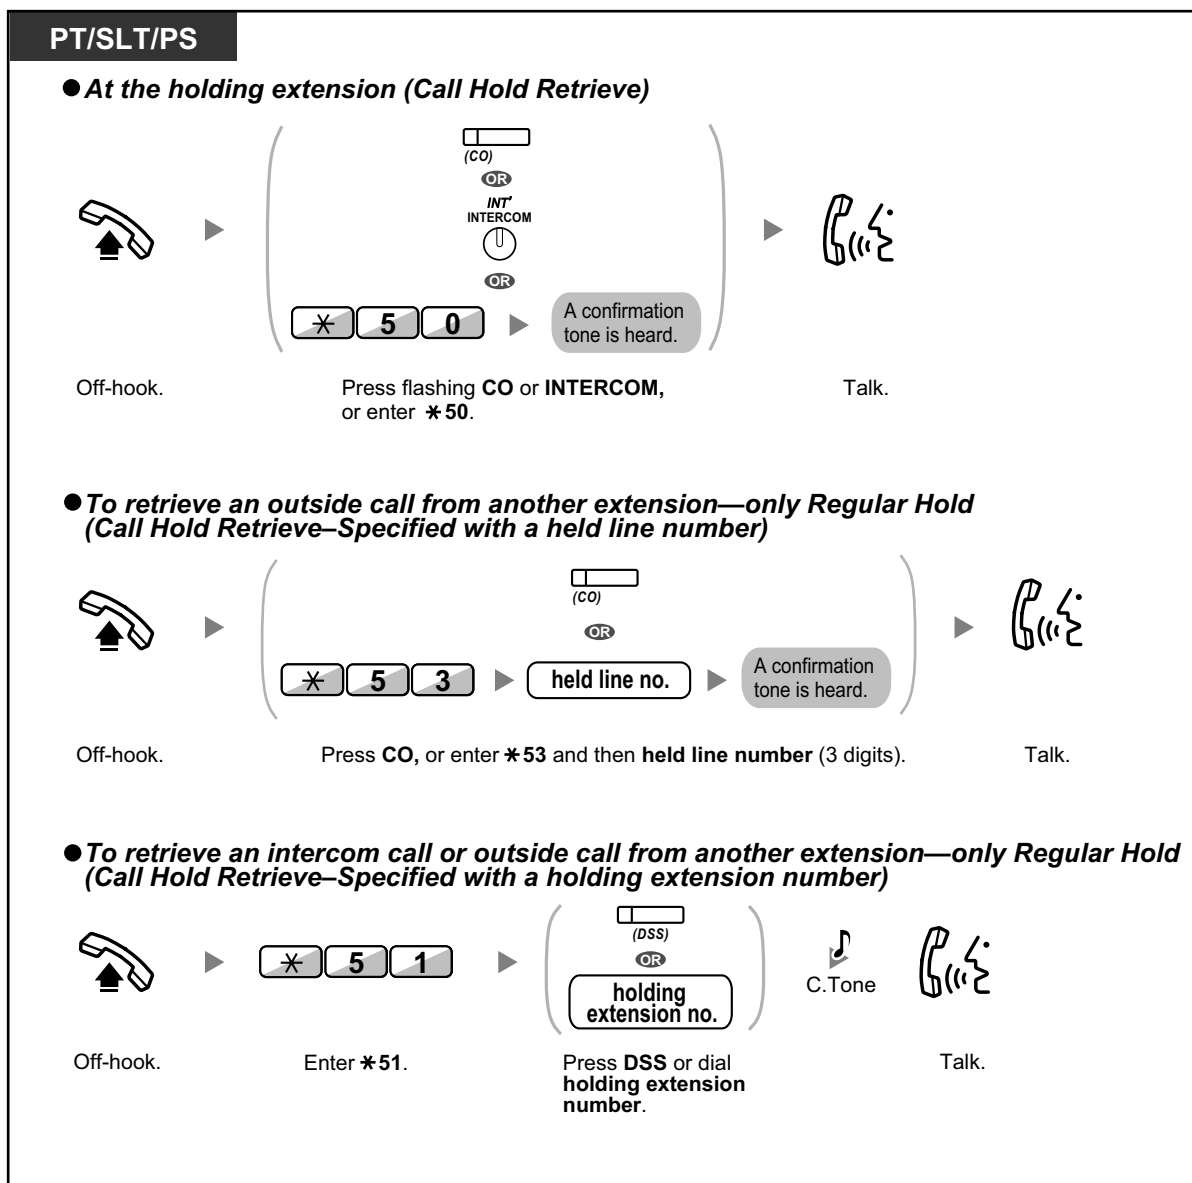 PT/SLT/PS
●At the holding extension (Call Hold Retrieve)
(CO)
OR
INT'
INTERCOM
OR
* 5 0
A confirmation
tone is heard.
Off-hook.
Press flashing CO or INTERCOM,
or enter *50.
Talk.
●To retrieve an outside call from another extension—only Regular Hold
(Call Hold Retrieve–Specified with a held line number)
(CO)
OR
* 5 3
held line no.
A confirmation
tone is heard.
Off-hook.
Press CO, or enter *53 and then held line number (3 digits).
Talk.
●To retrieve an intercom call or outside call from another extension—only Regular Hold
(Call Hold Retrieve–Specified with a holding extension number)
* 5 1
(DSS)
OR
holding
extension no.
C.Tone
Off-hook.
Enter *51.
Press DSS or dial
holding extension
number.
Talk.